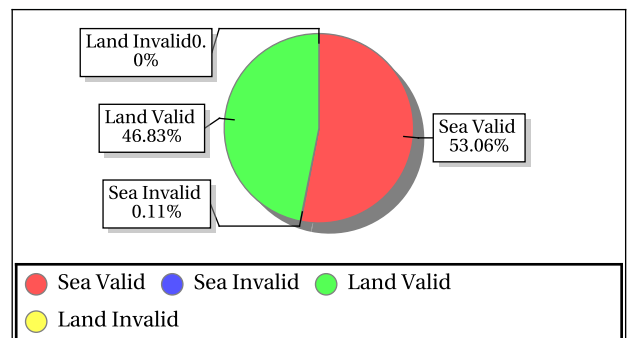 Land Invalid0.
0%
Land Valid
46.83%
Sea Valid
53.06%
Sea Invalid
0.11%
Sea Valid Sea Invalid Land Valid
Land Invalid